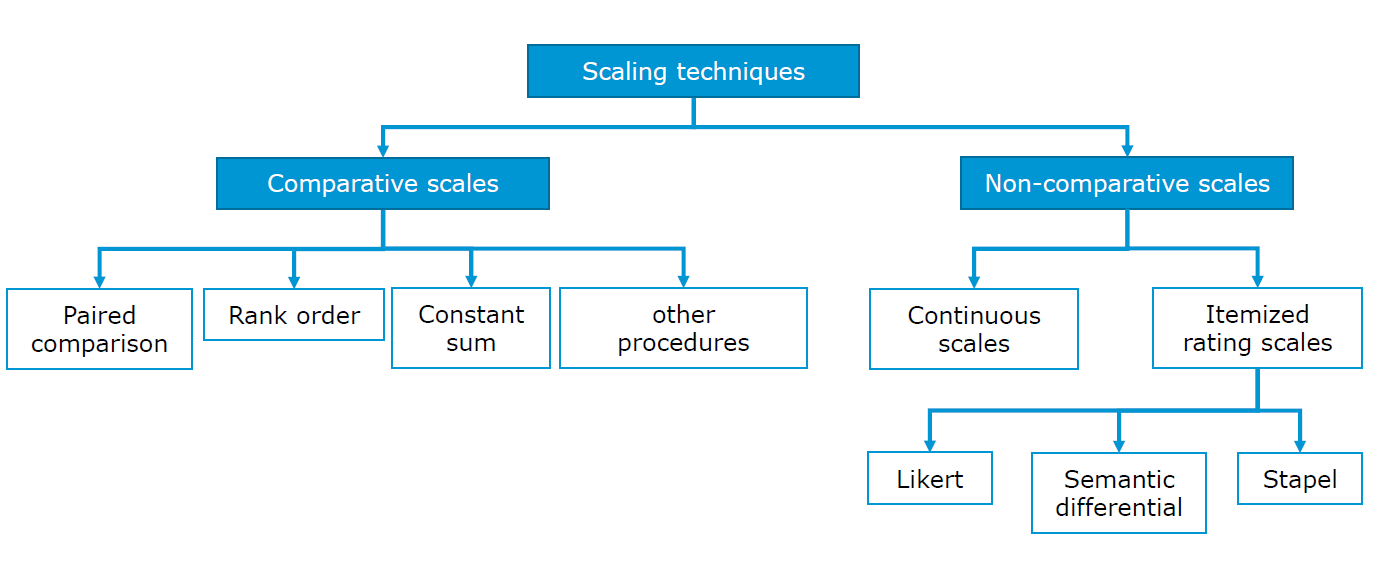 Scaling techniques
Comparative scales
Non-comparative scales
Paired
comparison
Rank order
Constant
sum
other
procedures
Continuous
scales
Itemized
rating scales
Likert
Semantic
differential
Stapel